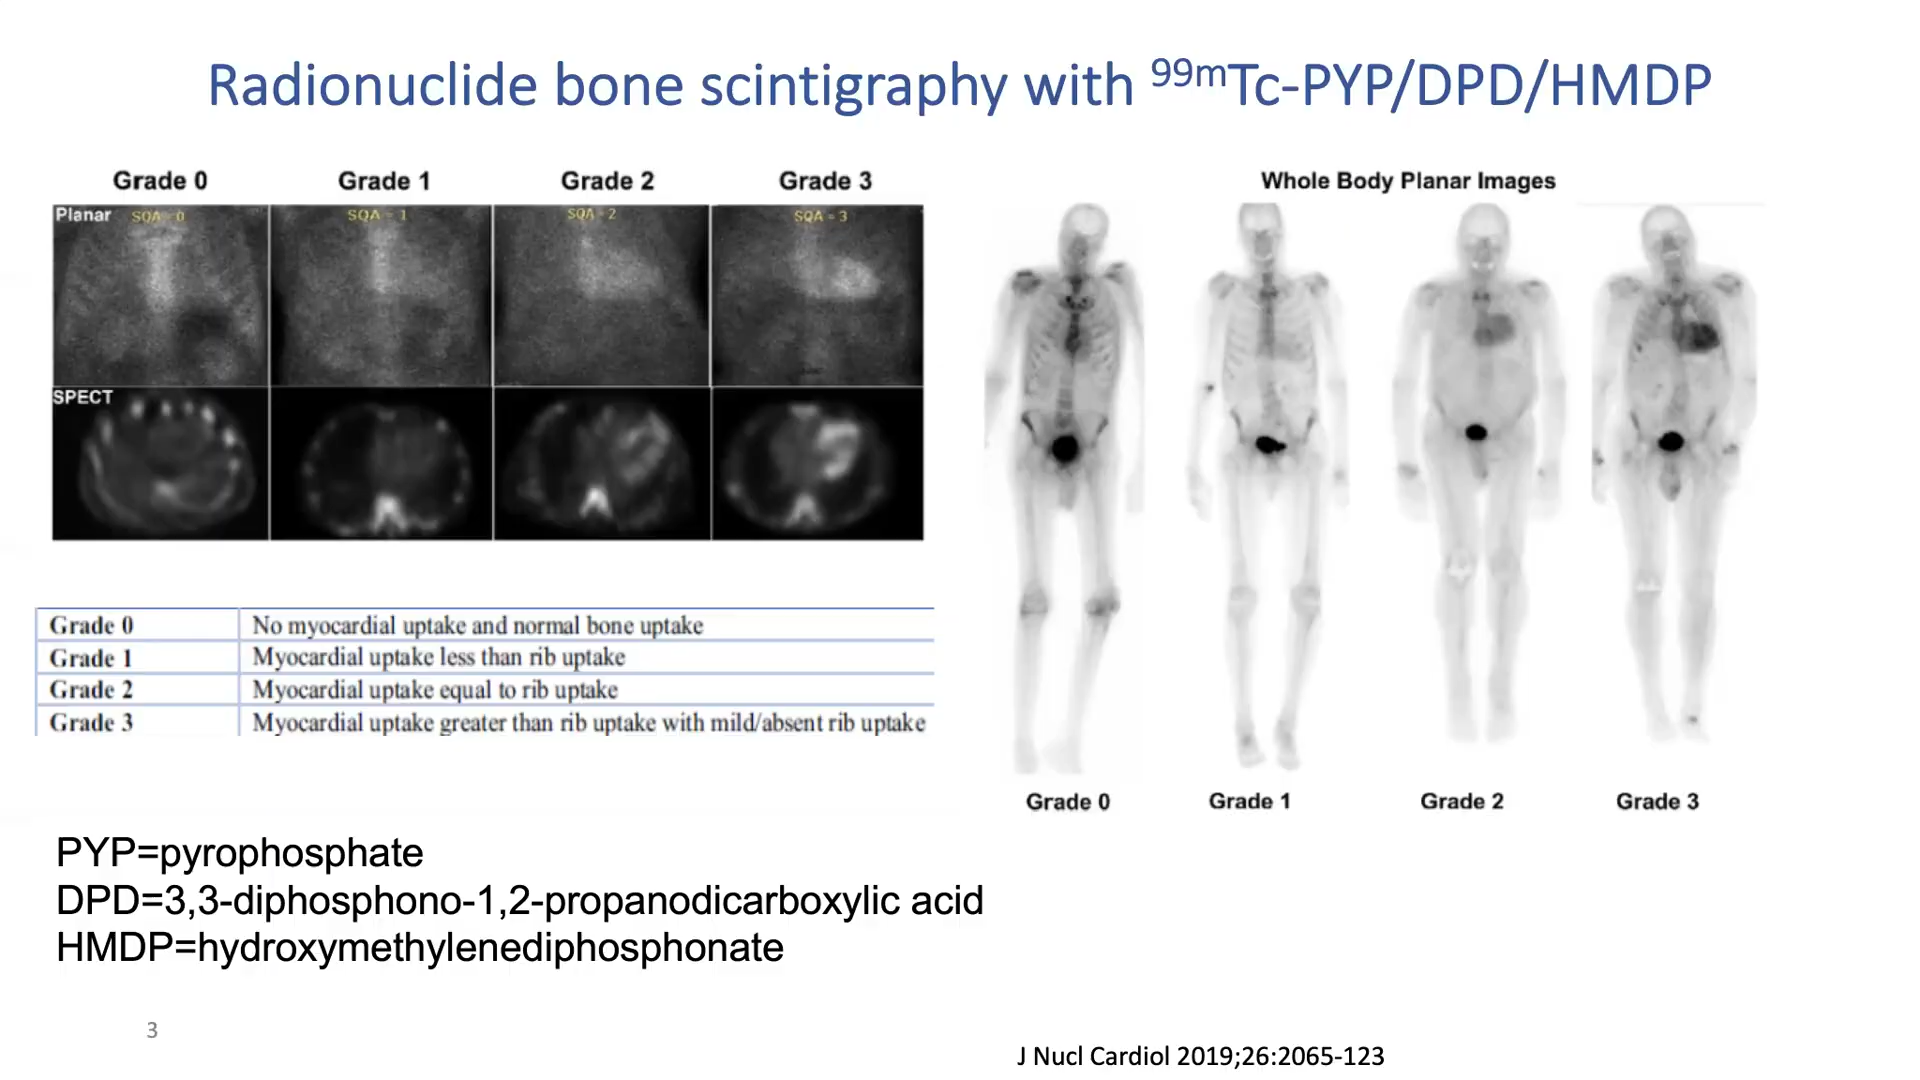 Radionuclide bone scintigraphy with 99mTc-PYP/DPD/HMDP
Grade 0 Grade 1 Grade 2 Grade 3
Planar SQA = 0 SQA = 1 SQA = 2 SQA = 3
SPECT
Whole Body Planar Images
Grade 0 Grade 1 Grade 2 Grade 3
Grade 0 No myocardial uptake and normal bone uptake
Grade 1 Myocardial uptake less than rib uptake
Grade 2 Myocardial uptake equal to rib uptake
Grade 3 Myocardial uptake greater than rib uptake with mild/absent rib uptake
PYP=pyrophosphate
DPD=3,3-diphosphono-1,2-propanodicarboxylic acid
HMDP=hydroxymethylenediphosphonate
3
J Nucl Cardiol 2019;26:2065-123